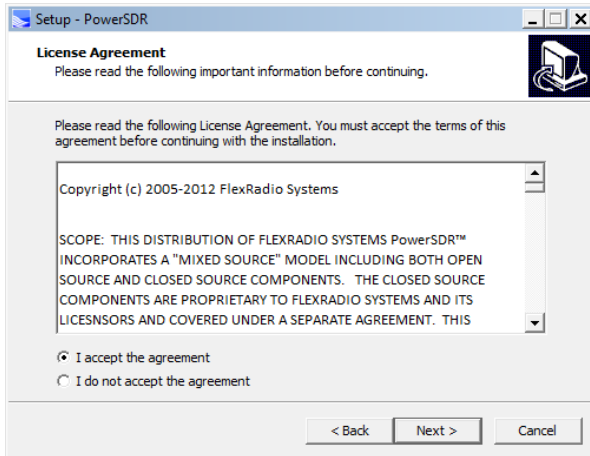 Setup - PowerSDR
License Agreement
Please read the following important information before continuing.
Please read the following License Agreement. You must accept the terms of this
agreement before continuing with the installation.
Copyright (c) 2005-2012 FlexRadio Systems
SCOPE:  THIS DISTRIBUTION OF FLEXRADIO SYSTEMS PowerSDR™
INCORPORATES A "MIXED SOURCE" MODEL INCLUDING BOTH OPEN
SOURCE AND CLOSED SOURCE COMPONENTS.   THE CLOSED SOURCE
COMPONENTS ARE PROPRIETARY TO FLEXRADIO SYSTEMS AND ITS
LICESNSORS AND COVERED UNDER A SEPARATE AGREEMENT.  THIS
I accept the agreement
I do not accept the agreement
< Back
Next >
Cancel